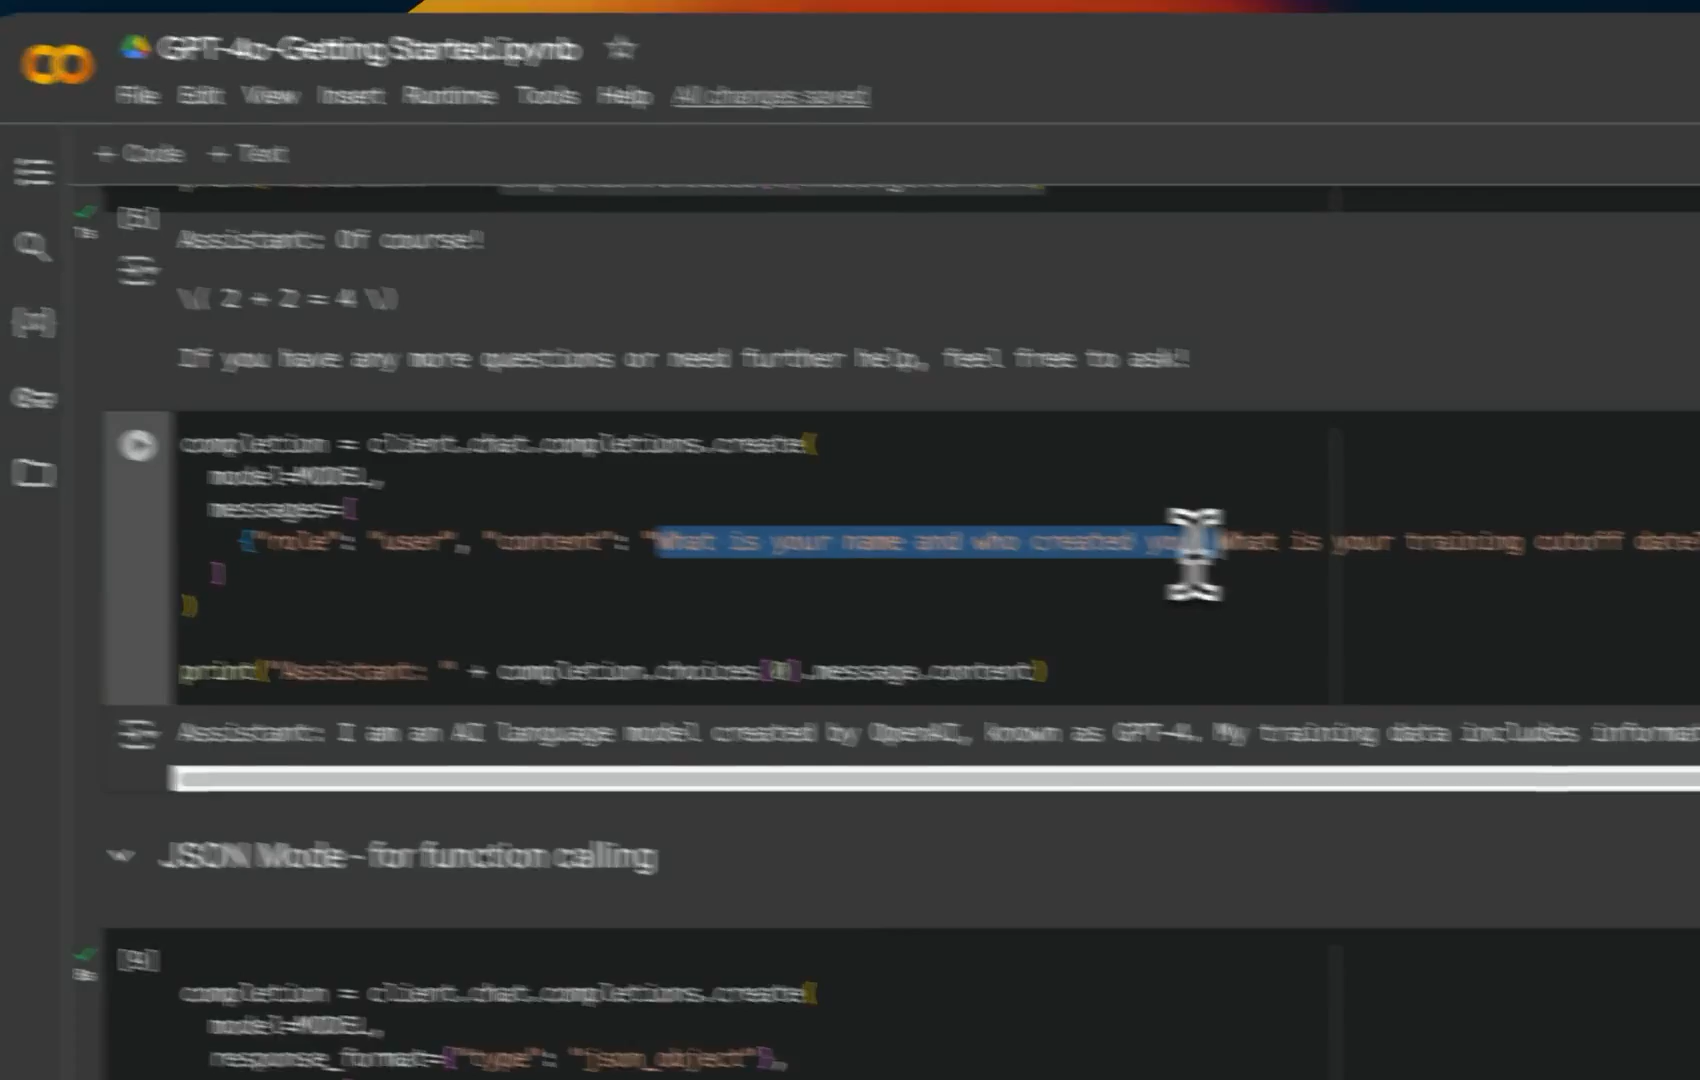 GPT-4o-Getting Started.ipynb
File Edit View Insert Runtime Tools Help All changes saved
+ Code + Text
[5]
Assistant: Of course!
\( 2 + 2 = 4 \)
If you have any more questions or need further help, feel free to ask!
completion = client.chat.completions.create(
model=MODEL,
messages=[
{"role": "user", "content": "What is your name and who created you? What is your training cutoff date?
]
)
print("Assistant: " + completion.choices[0].message.content)
Assistant: I am an AI language model created by OpenAI, known as GPT-4. My training data includes informat
JSON Mode - for function calling
[9]
completion = client.chat.completions.create(
model=MODEL,
response_format={"type": "json_object"},